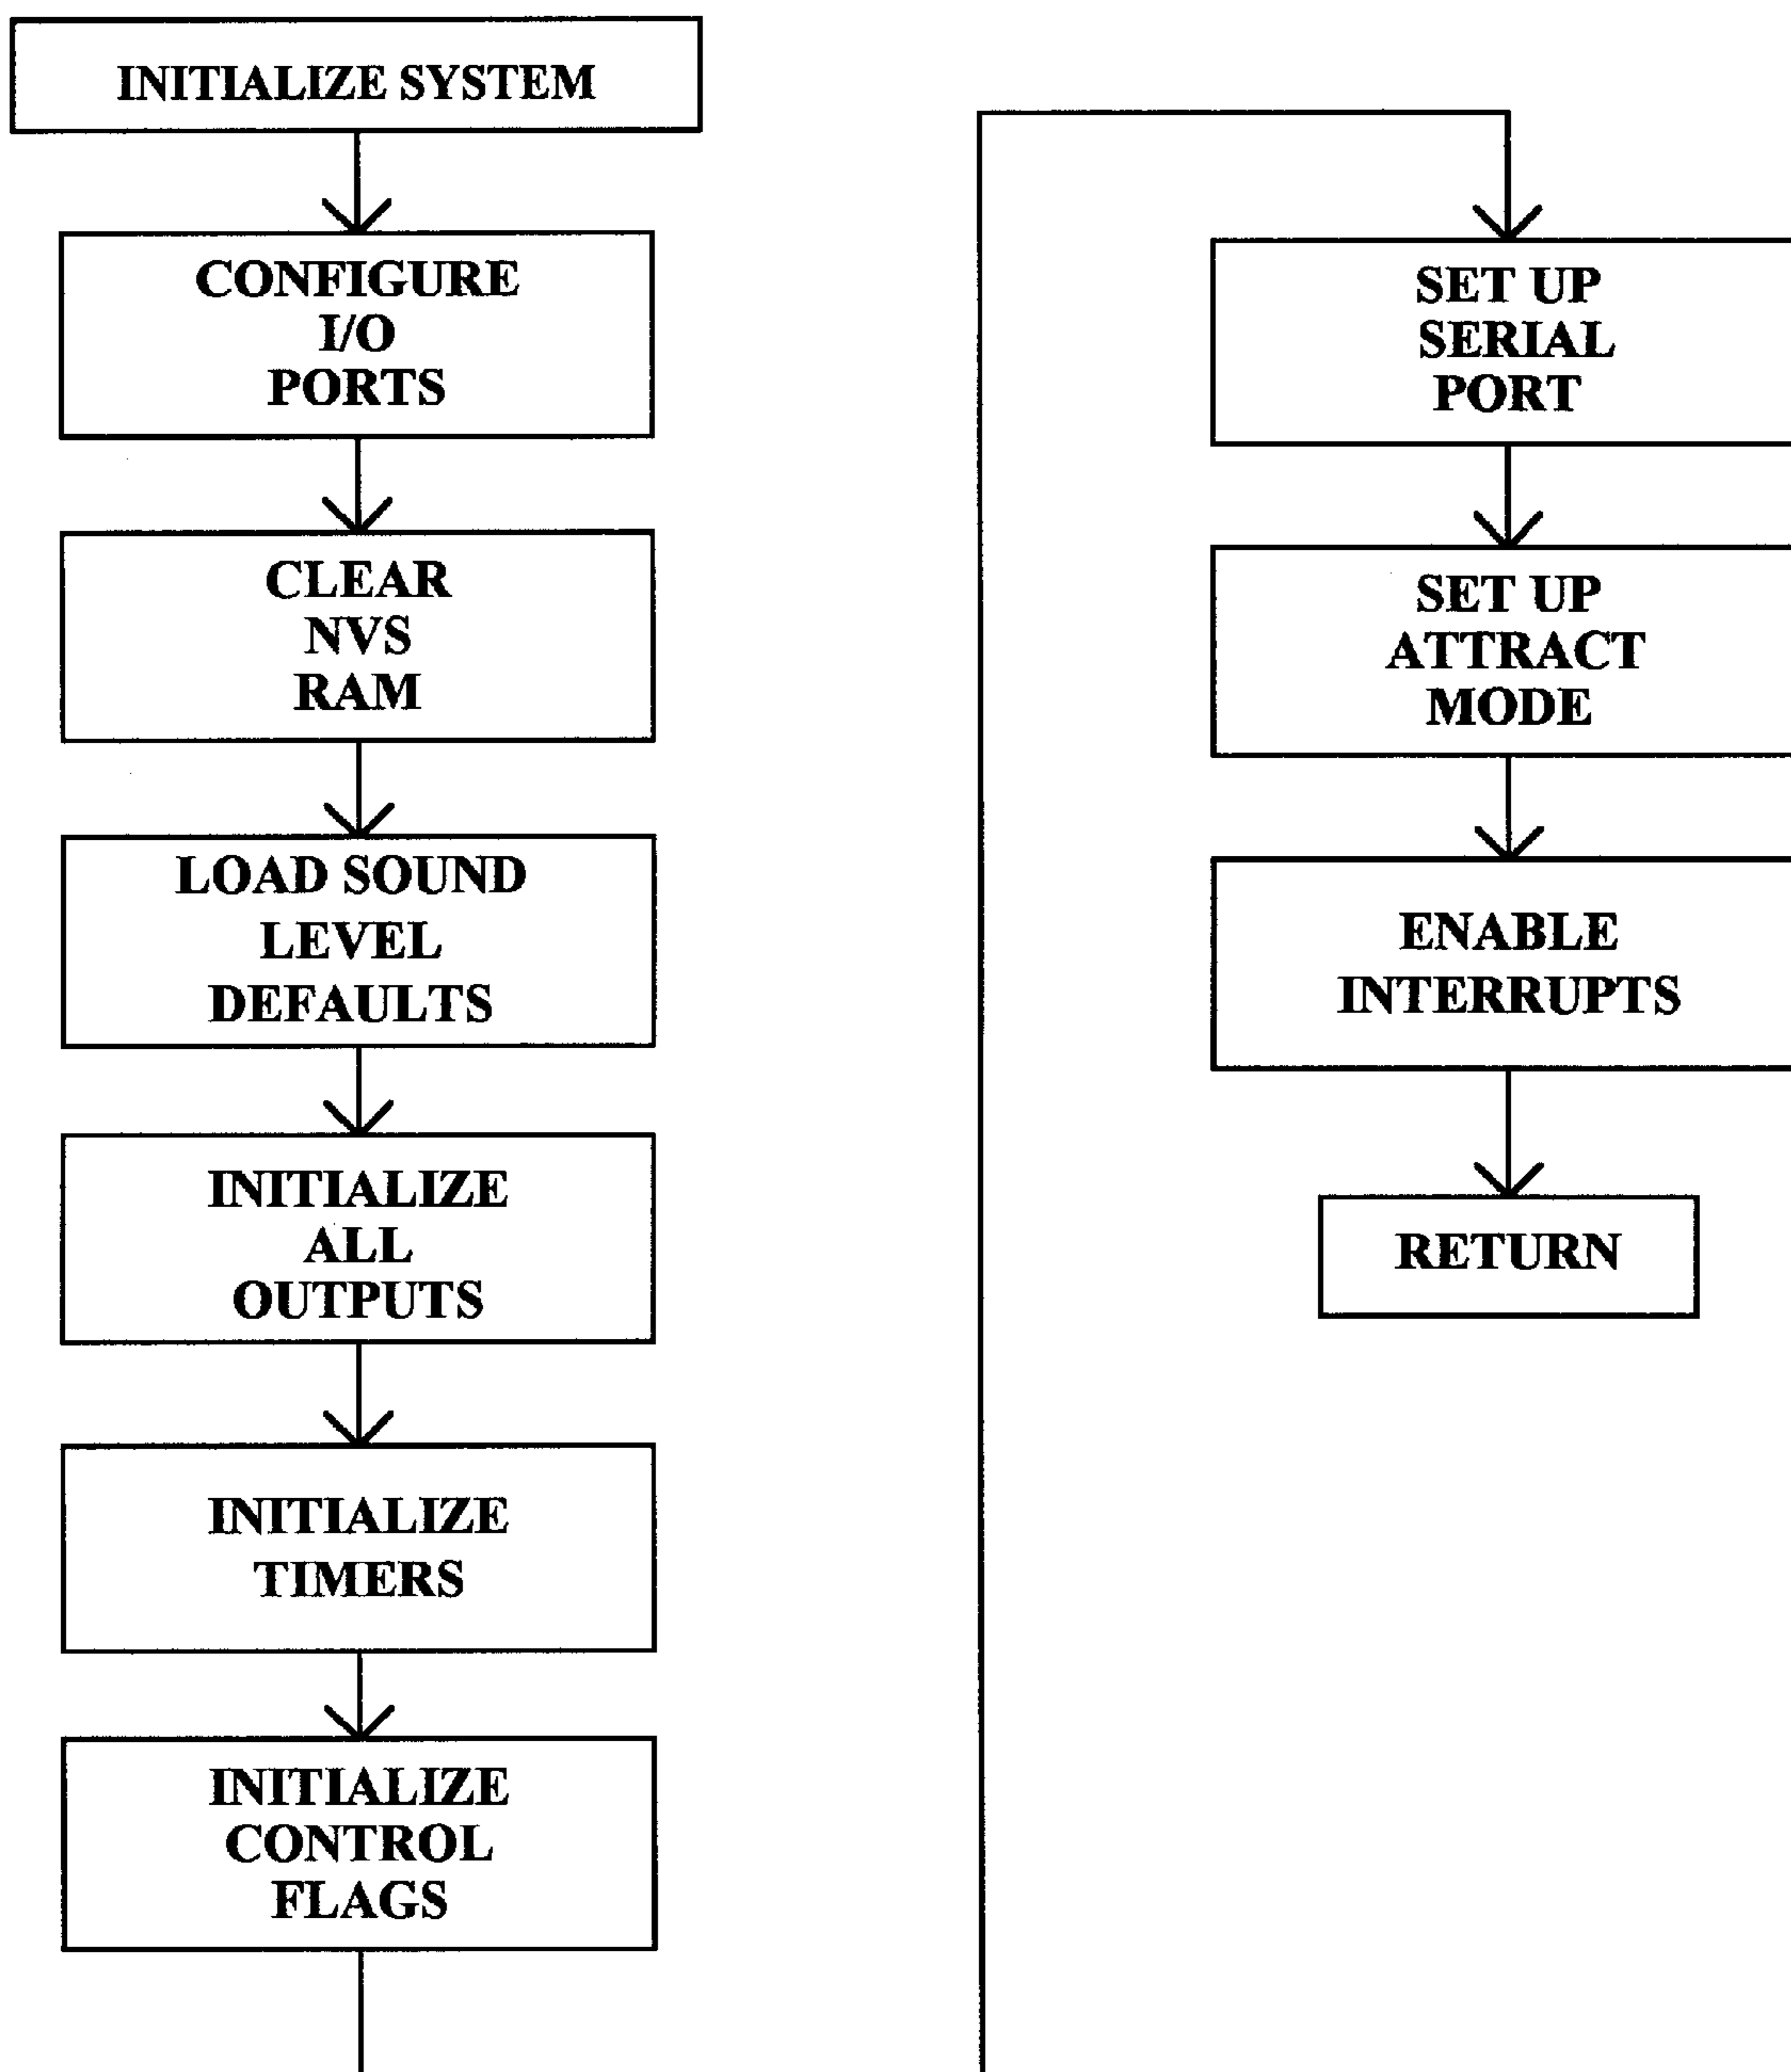 INITIALIZE SYSTEM
CONFIGURE
I/O
PORTS
CLEAR
NVS
RAM
LOAD SOUND
LEVEL
DEFAULTS
INITIALIZE
ALL
OUTPUTS
INITIALIZE
TIMERS
INITIALIZE
CONTROL
FLAGS
SET UP
SERIAL
PORT
SET UP
ATTRACT
MODE
ENABLE
INTERRUPTS
RETURN